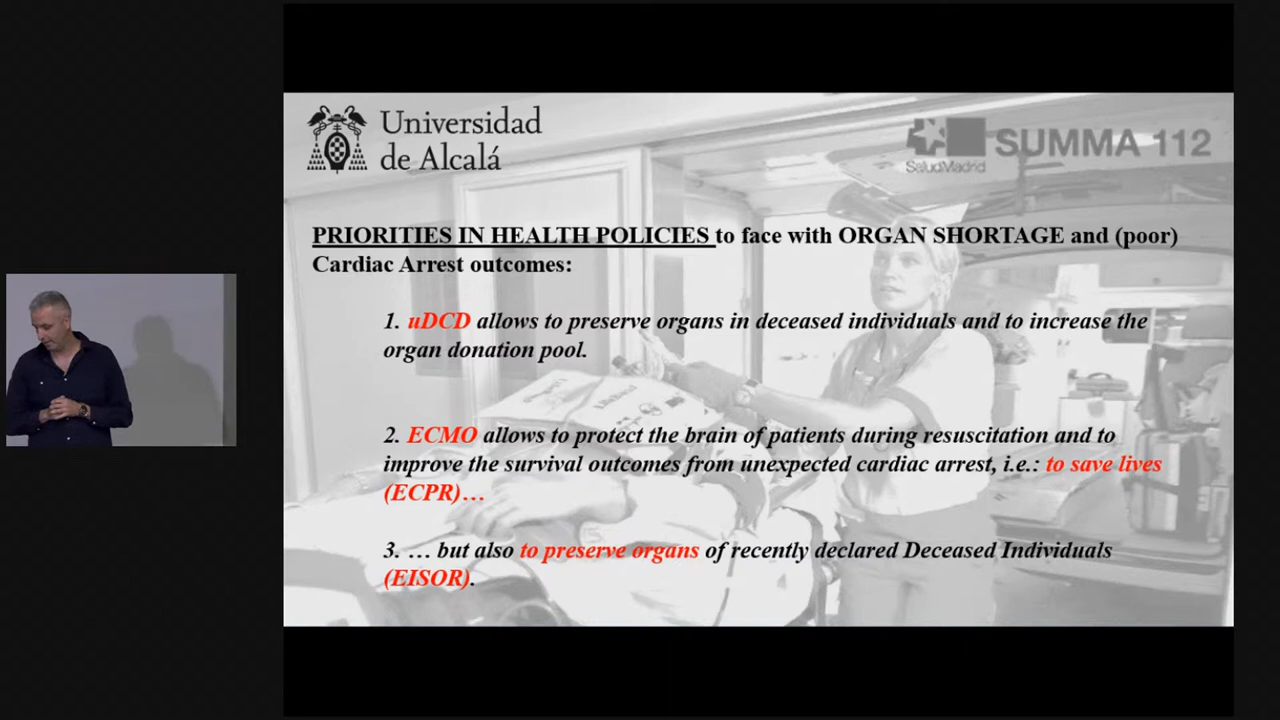 Universidad
de Alcalá
SaludMadrid
SUMMA 112
PRIORITIES IN HEALTH POLICIES to face with ORGAN SHORTAGE and (poor)
Cardiac Arrest outcomes:
1. uDCD allows to preserve organs in deceased individuals and to increase the
organ donation pool.
2. ECMO allows to protect the brain of patients during resuscitation and to
improve the survival outcomes from unexpected cardiac arrest, i.e.: to save lives
(ECPR)…
3. … but also to preserve organs of recently declared Deceased Individuals
(EISOR).